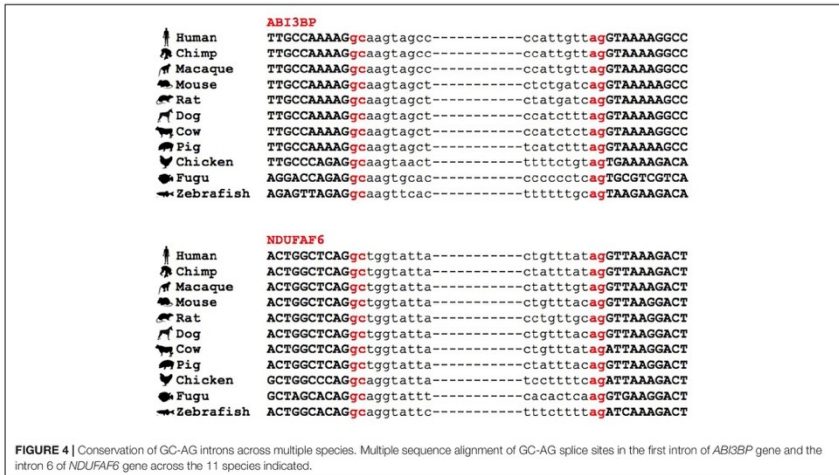 ABI3BP
Human TTGCCAAAAGgcaagtagcc------------ccattgttagGTAAAAGGCC
Chimp TTGCCAAAAGgcaagtagcc------------ccattgttagGTAAAAGGCC
Macaque TTGCCAAAAGgcaagtagcc------------ccattgttagGTAAAAGGCC
Mouse TTGCCAAAAGgcaagtagct------------ctctgatcagGTAAAAAGCC
Rat TTGCCAAAAGgcaagtagct------------ctatgatcagGTAAAAAGCC
Dog TTGCCAAAAGgcaagtagct------------ccatctttagGTAAAAGGCC
Cow TTGCCAAAAGgcaagtagct------------ccatctctagGTAAAAGGCC
Pig TTGCCAAAAGgcaagtagct------------tcatctttagGTAAAAAGCC
Chicken TTGCCCAGAGgcaagtaact------------ttttctgtagTGAAAAGACA
Fugu AGGACCAGAGgcaagtgcac------------cccccctcagTGCGTCGTCA
Zebrafish AGAGTTAGAGgcaagttcac------------ttttttgcagTAAGAAGACA
NDUFAF6
Human ACTGGCTCAGgctggtatta------------ctgtttatagGTTAAAGACT
Chimp ACTGGCTCAGgctggtatta------------ctatttatagGTTAAAGACT
Macaque ACTGGCTCAGgctggtatta------------ctatttgtagGTTAAAGACT
Mouse ACTGGCTCAGgctggtatta------------ctgtttacagGTTAAGGACT
Rat ACTGGCTCAGgctggtatta------------cctgttgcagGTTAAGGACT
Dog ACTGGCTCAGgctggtatta------------ctgtttacagGTTAAGGACT
Cow ACTGGCTCAGgctggtatta------------ctgtttatagATTAAGGACT
Pig ACTGGCTCAGgctggtatta------------ctatttacagGTTAAGGACT
Chicken GCTGGCCCAGgcaggtatta------------tccttttcagATTAAAGACT
Fugu GCTAGCACAGgcaggtattt------------cacactcaagGTGAAGGACT
Zebrafish ACTGGCACAGgcaggtattc------------tttcttttagATCAAAGACT
FIGURE 4 | Conservation of GC-AG introns across multiple species. Multiple sequence alignment of GC-AG splice sites in the first intron of ABI3BP gene and the
intron 6 of NDUFAF6 gene across the 11 species indicated.